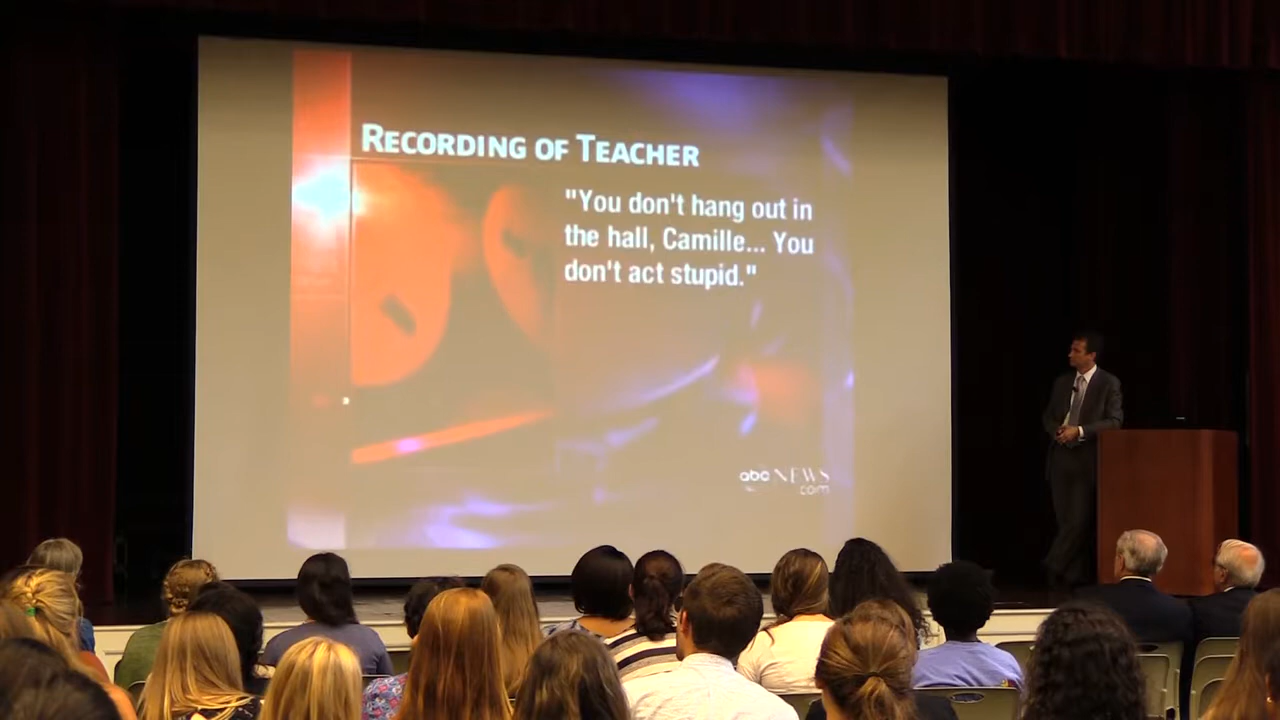 RECORDING OF TEACHER
"You don't hang out in
the hall, Camille... You
don't act stupid."
abc NEWS
.com